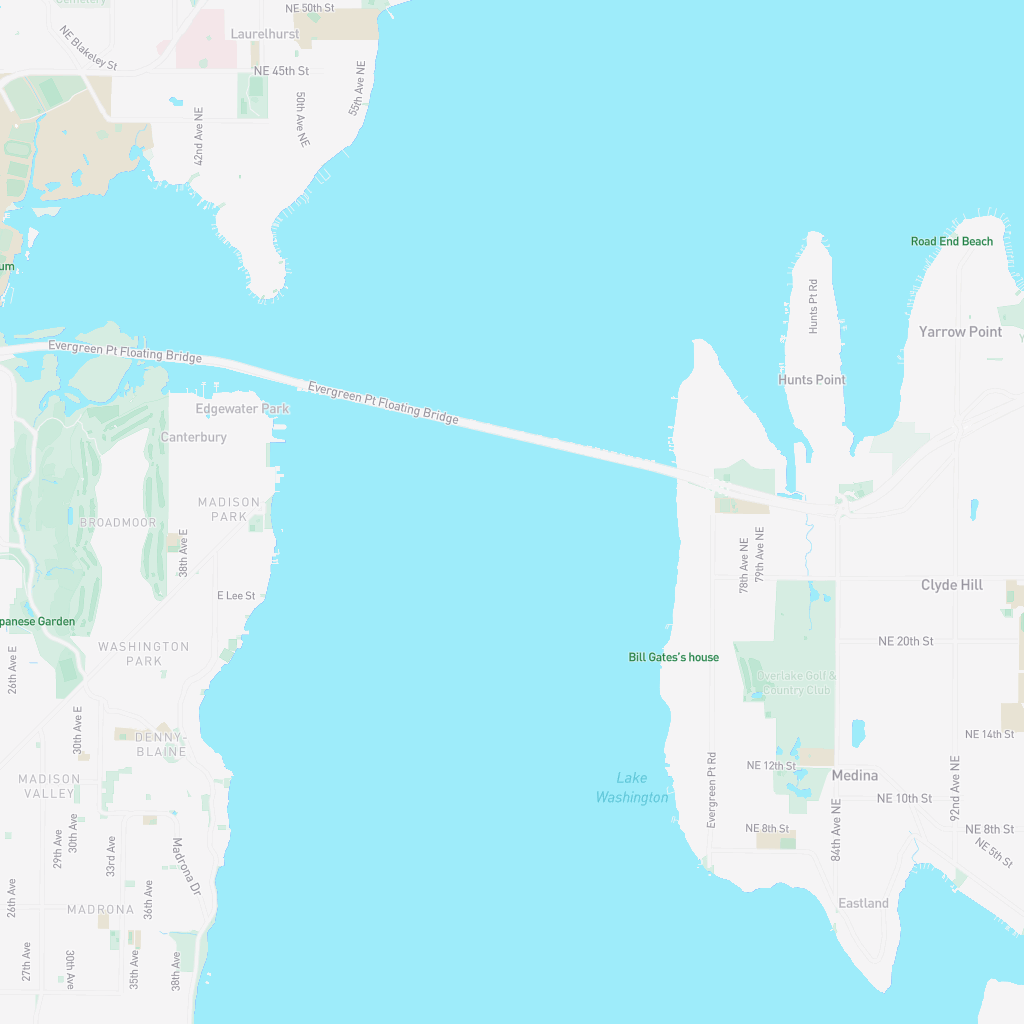 Cemetery
NE 50th St
Laurelhurst
NE Blakeley St
NE 45th St
55th Ave NE
50th Ave NE
42nd Ave NE
Road End Beach
um
Hunts Pt Rd
Yarrow Point
Y
Evergreen Pt Floating Bridge
Hunts Point
Evergreen Pt Floating Bridge
Edgewater Park
Canterbury
MADISON
PARK
BROADMOOR
38th Ave E
78th Ave NE
79th Ave NE
Clyde Hill
E Lee St
panese Garden
NE 20th St
WASHINGTON
PARK
26th Ave E
Bill Gates's house
Overlake Golf &
Country Club
30th Ave E
DENNY-
BLAINE
NE 14th St
NE 12th St
Medina
MADISON
VALLEY
Lake
Washington
Evergreen Pt Rd
92nd Ave NE
NE 10th St
NE 8th St
NE 8th St
84th Ave NE
NE 5th St
29th Ave
30th Ave
33rd Ave
Madrona Dr
26th Ave
36th Ave
MADRONA
Eastland
27th Ave
30th Ave
35th Ave
38th Ave